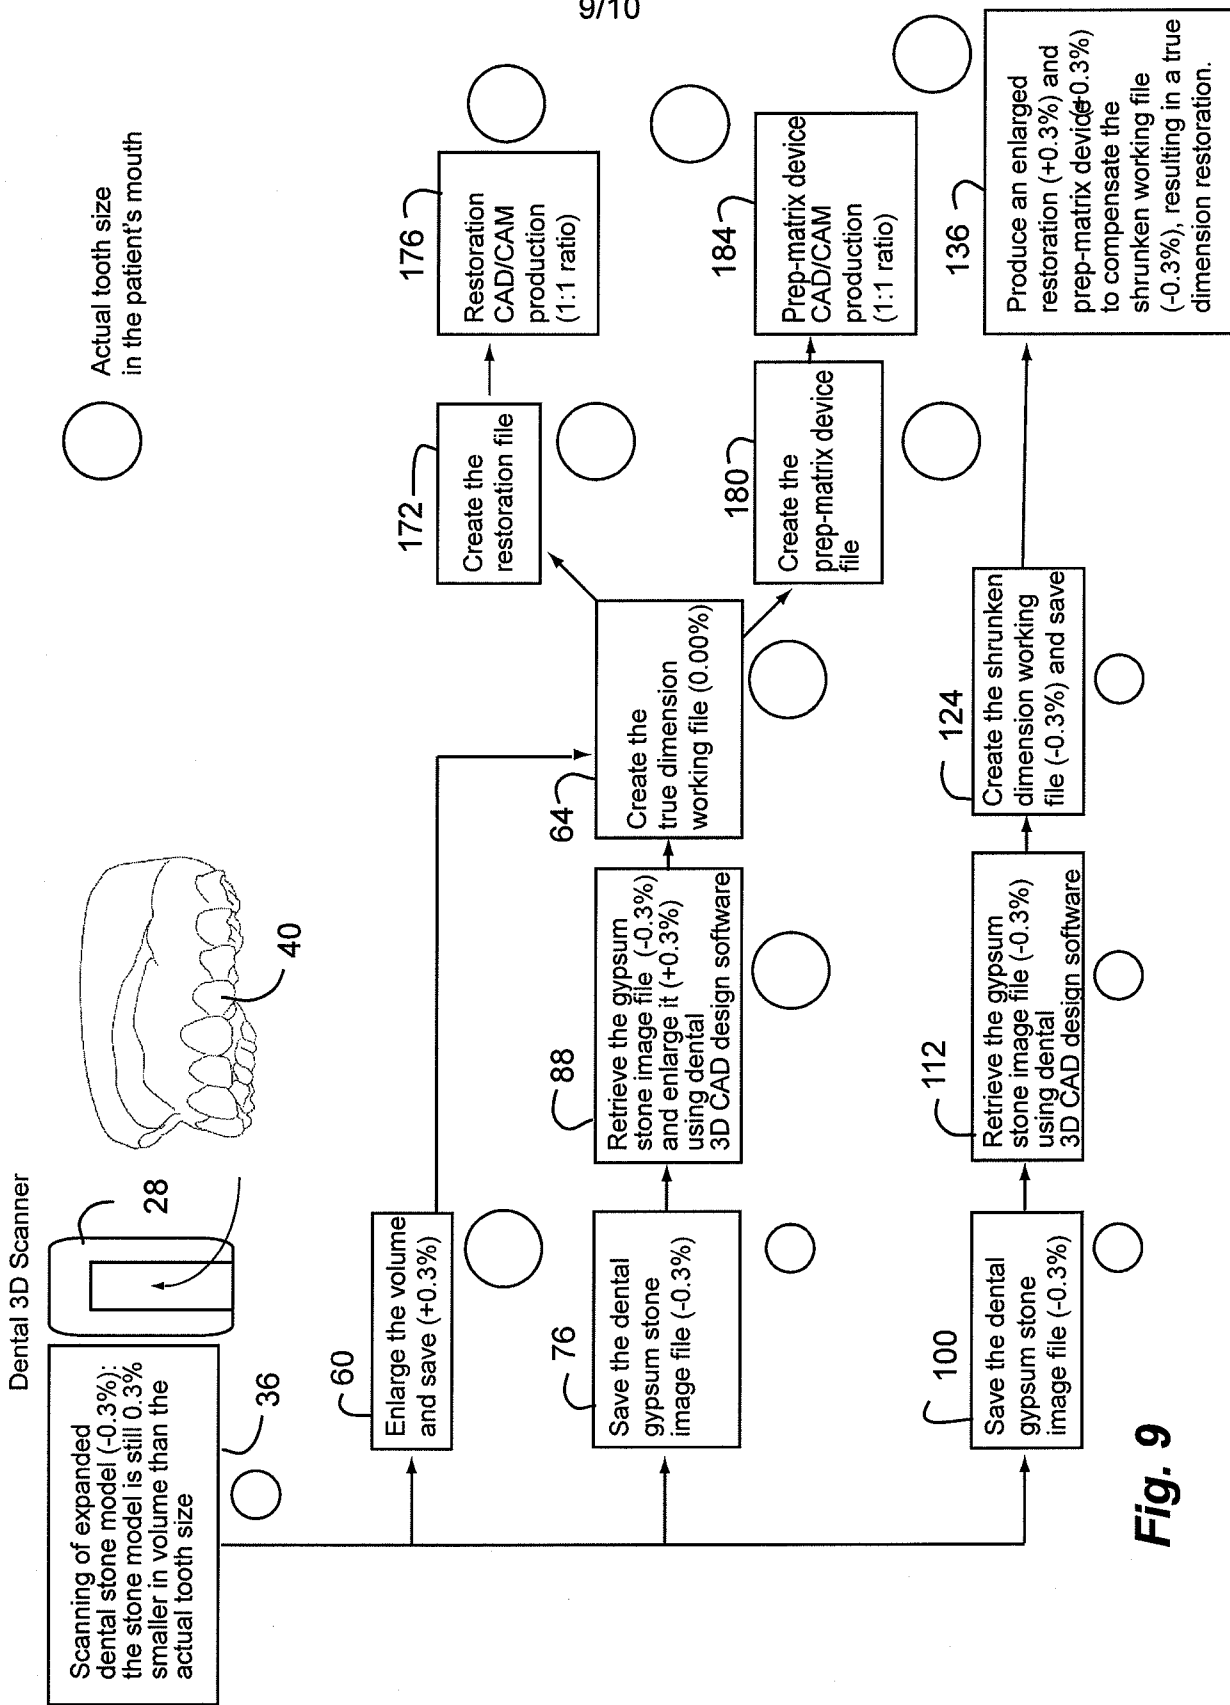 9/10
Dental 3D Scanner
Scanning of expanded
dental stone model (-0.3%):
the stone model is still 0.3%
smaller in volume than the
actual tooth size
28
36
40
Actual tooth size
in the patient's mouth
60
Enlarge the volume
and save (+0.3%)
76
Save the dental
gypsum stone
image file (-0.3%)
88
Retrieve the gypsum
stone image file (-0.3%)
and enlarge it (+0.3%)
using dental
3D CAD design software
64
Create the
true dimension
working file (0.00%)
172
Create the
restoration file
176
Restoration
CAD/CAM
production
(1:1 ratio)
180
Create the
prep-matrix device
file
184
Prep-matrix device
CAD/CAM
production
(1:1 ratio)
100
Save the dental
gypsum stone
image file (-0.3%)
112
Retrieve the gypsum
stone image file (-0.3%)
using dental
3D CAD design software
124
Create the shrunken
dimension working
file (-0.3%) and save
136
Produce an enlarged
restoration (+0.3%) and
prep-matrix device(+0.3%)
to compensate the
shrunken working file
(-0.3%), resulting in a true
dimension restoration.
Fig. 9